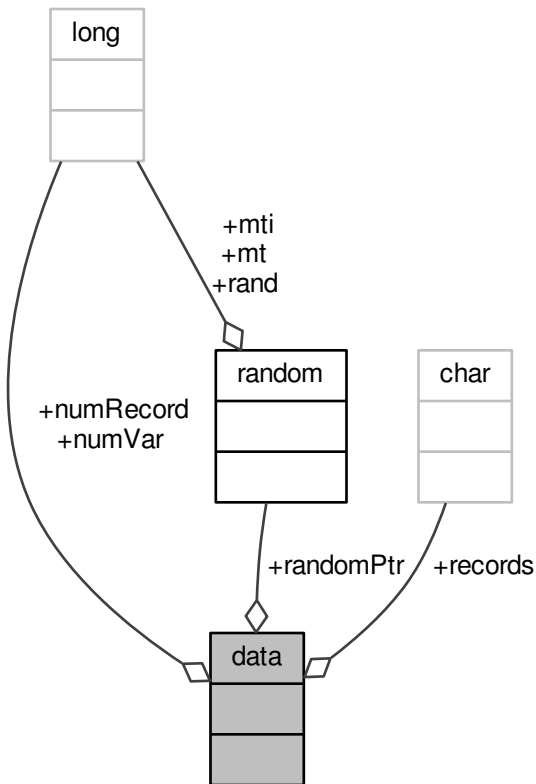 long
+mti
+mt
+rand
random
char
+numRecord
+numVar
+randomPtr
+records
data